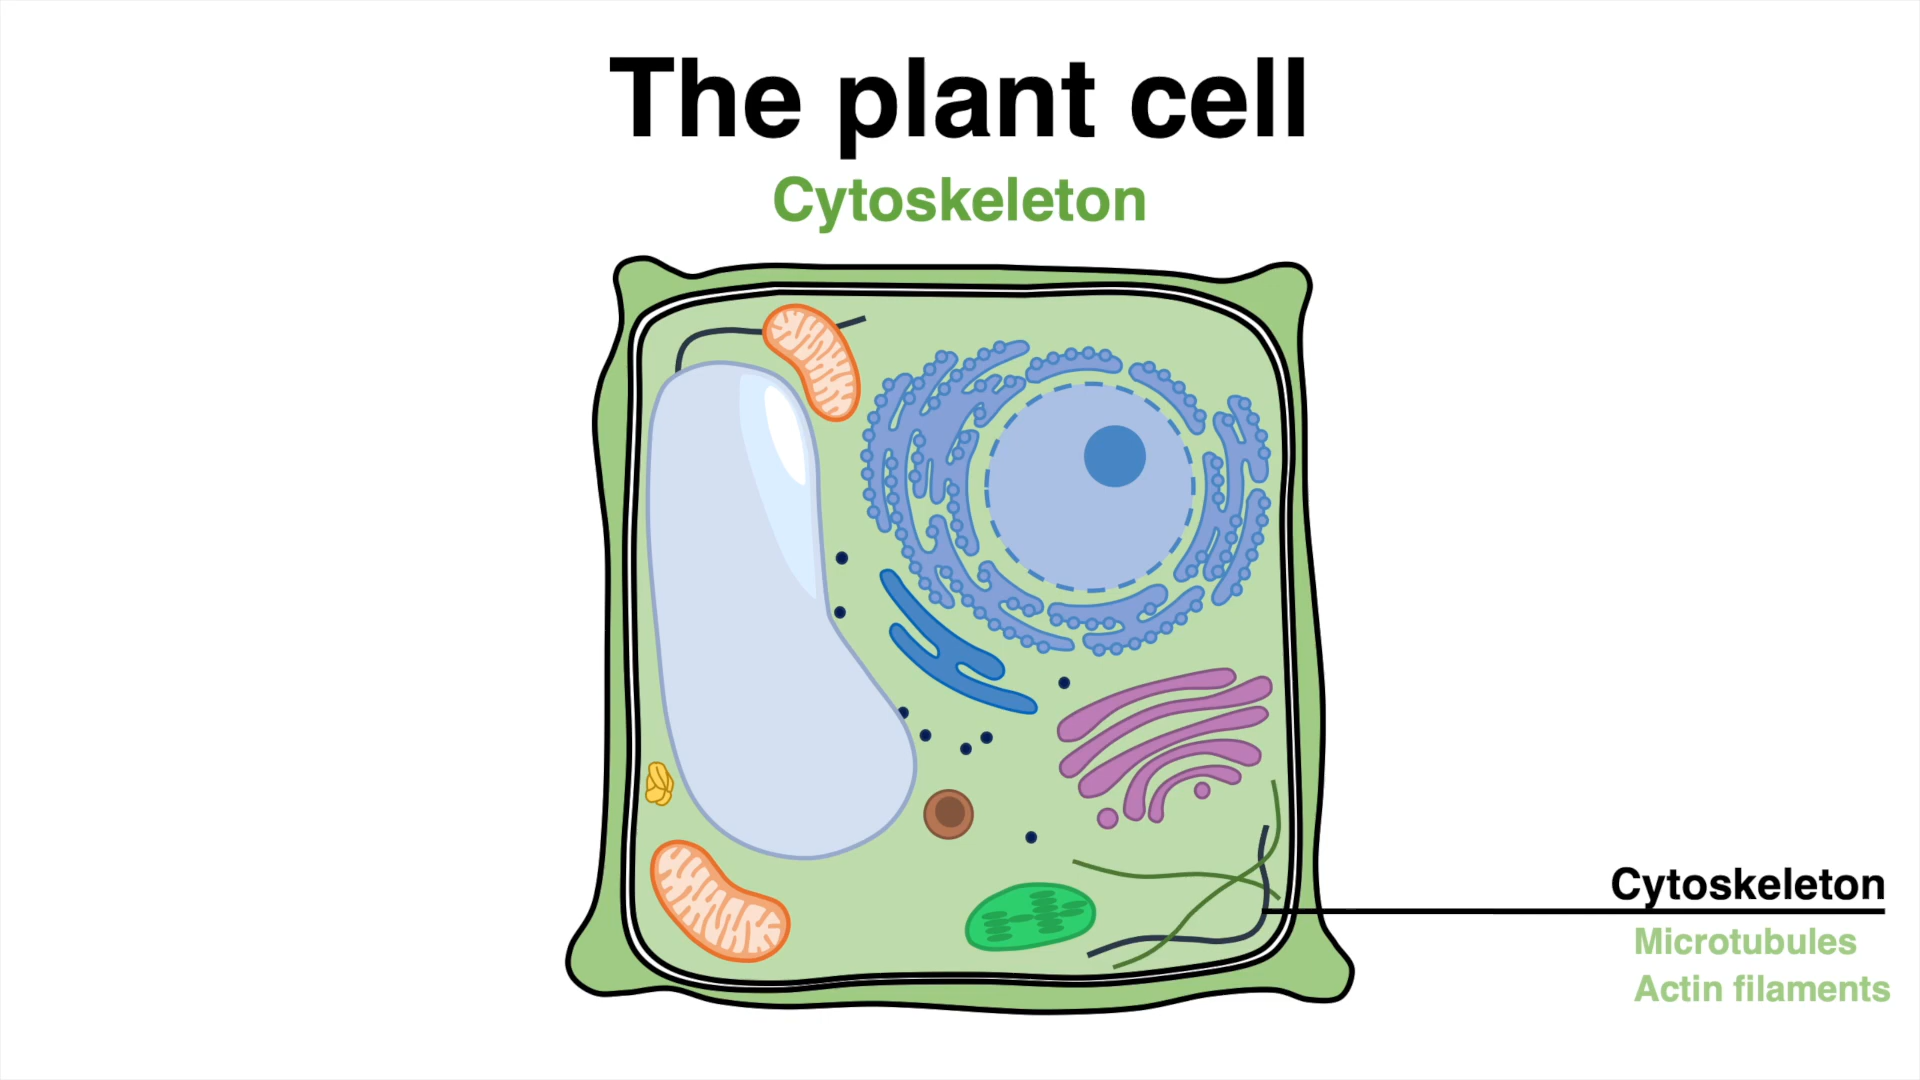 The plant cell
Cytoskeleton
Cytoskeleton
Microtubules
Actin filaments